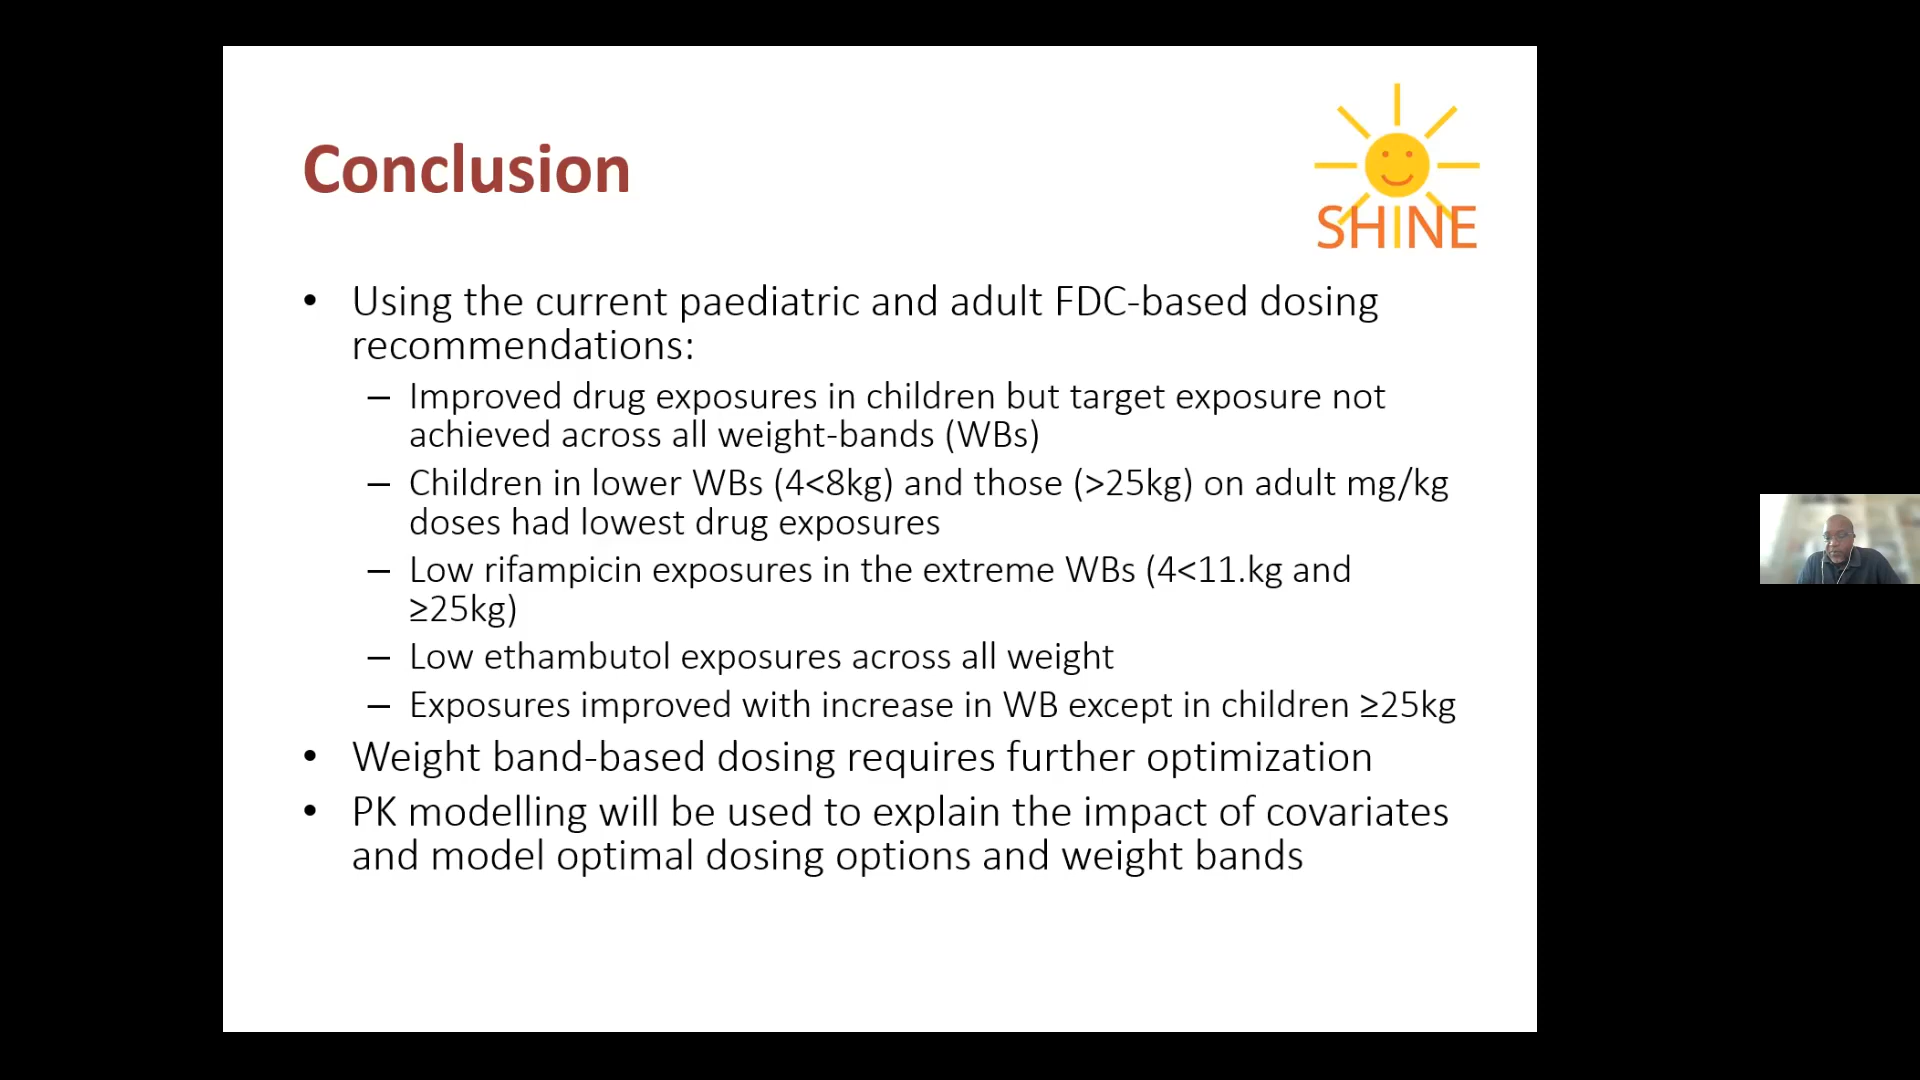 Conclusion
SHINE
• Using the current paediatric and adult FDC-based dosing
recommendations:
– Improved drug exposures in children but target exposure not
achieved across all weight-bands (WBs)
– Children in lower WBs (4<8kg) and those (>25kg) on adult mg/kg
doses had lowest drug exposures
– Low rifampicin exposures in the extreme WBs (4<11.kg and
≥25kg)
– Low ethambutol exposures across all weight
– Exposures improved with increase in WB except in children ≥25kg
• Weight band-based dosing requires further optimization
• PK modelling will be used to explain the impact of covariates
and model optimal dosing options and weight bands